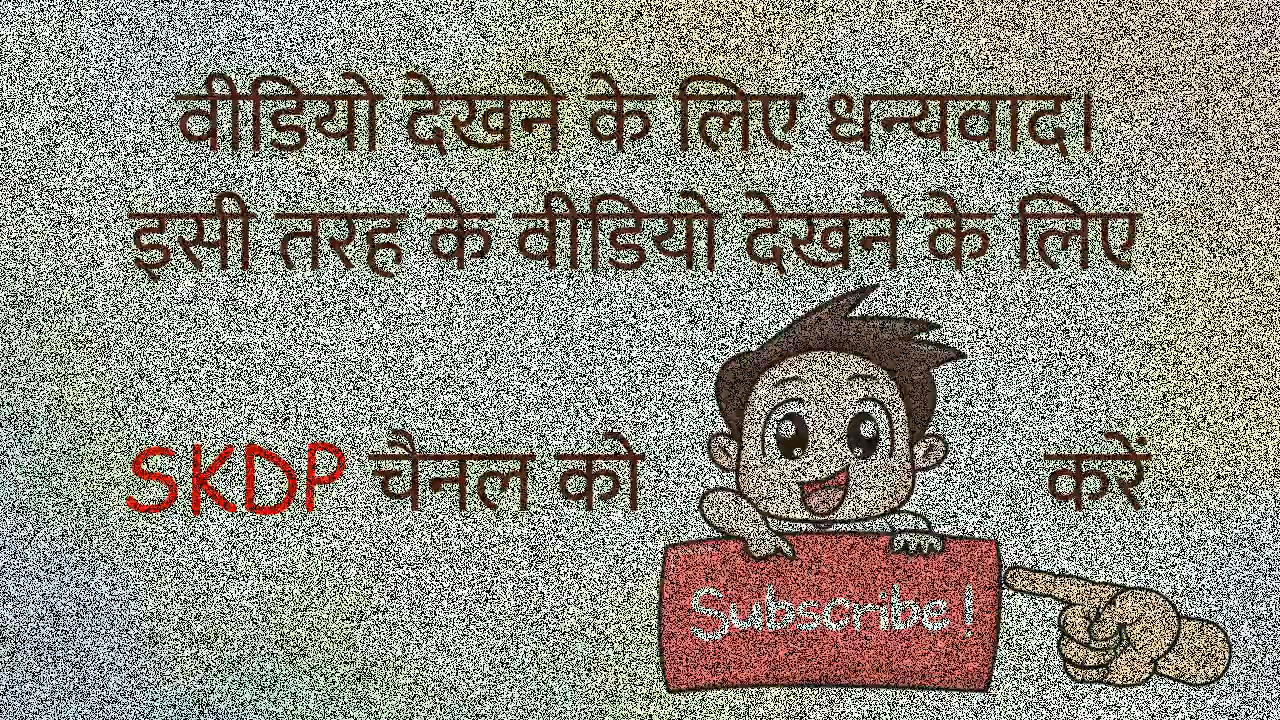 वीडियो देखने के लिए धन्यवाद।
इसी तरह के वीडियो देखने के लिए
SKDP चैनल को करें
Subscribe!